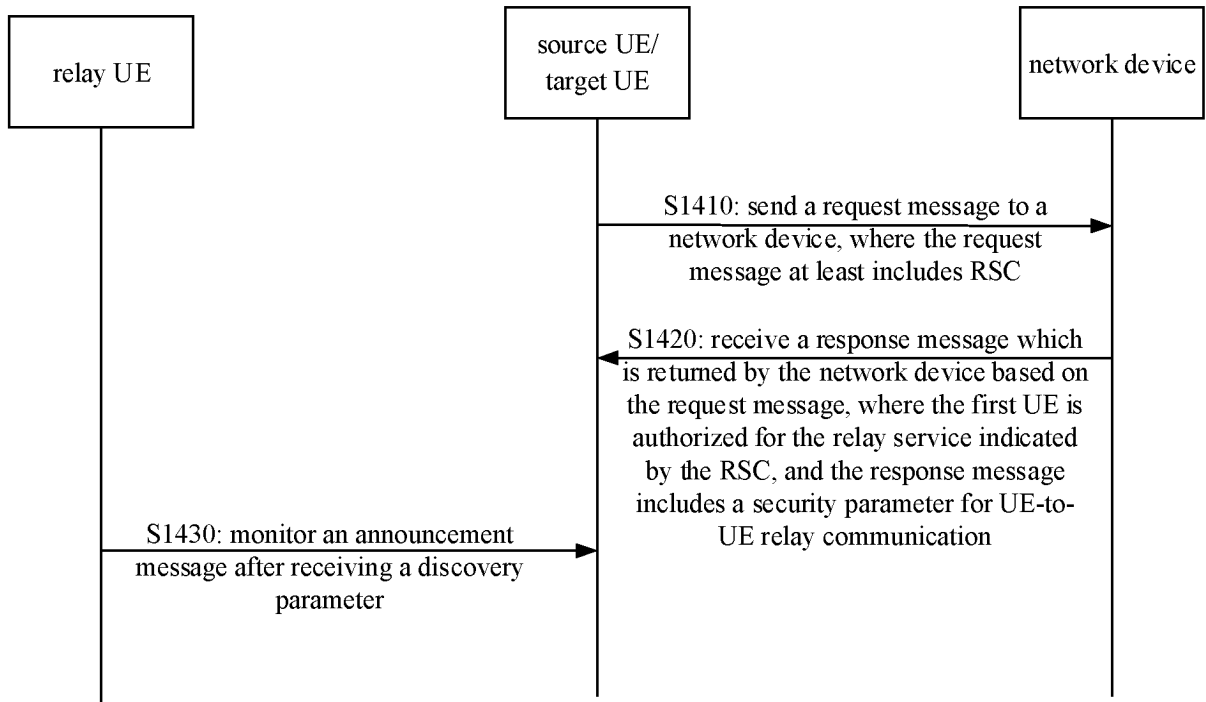 relay UE
source UE/
target UE
network device
S1410: send a request message to a
network device, where the request
message at least includes RSC
S1420: receive a response message which
is returned by the network device based on
the request message, where the first UE is
authorized for the relay service indicated
by the RSC, and the response message
includes a security parameter for UE-to-
UE relay communication
S1430: monitor an announcement
message after receiving a discovery
parameter